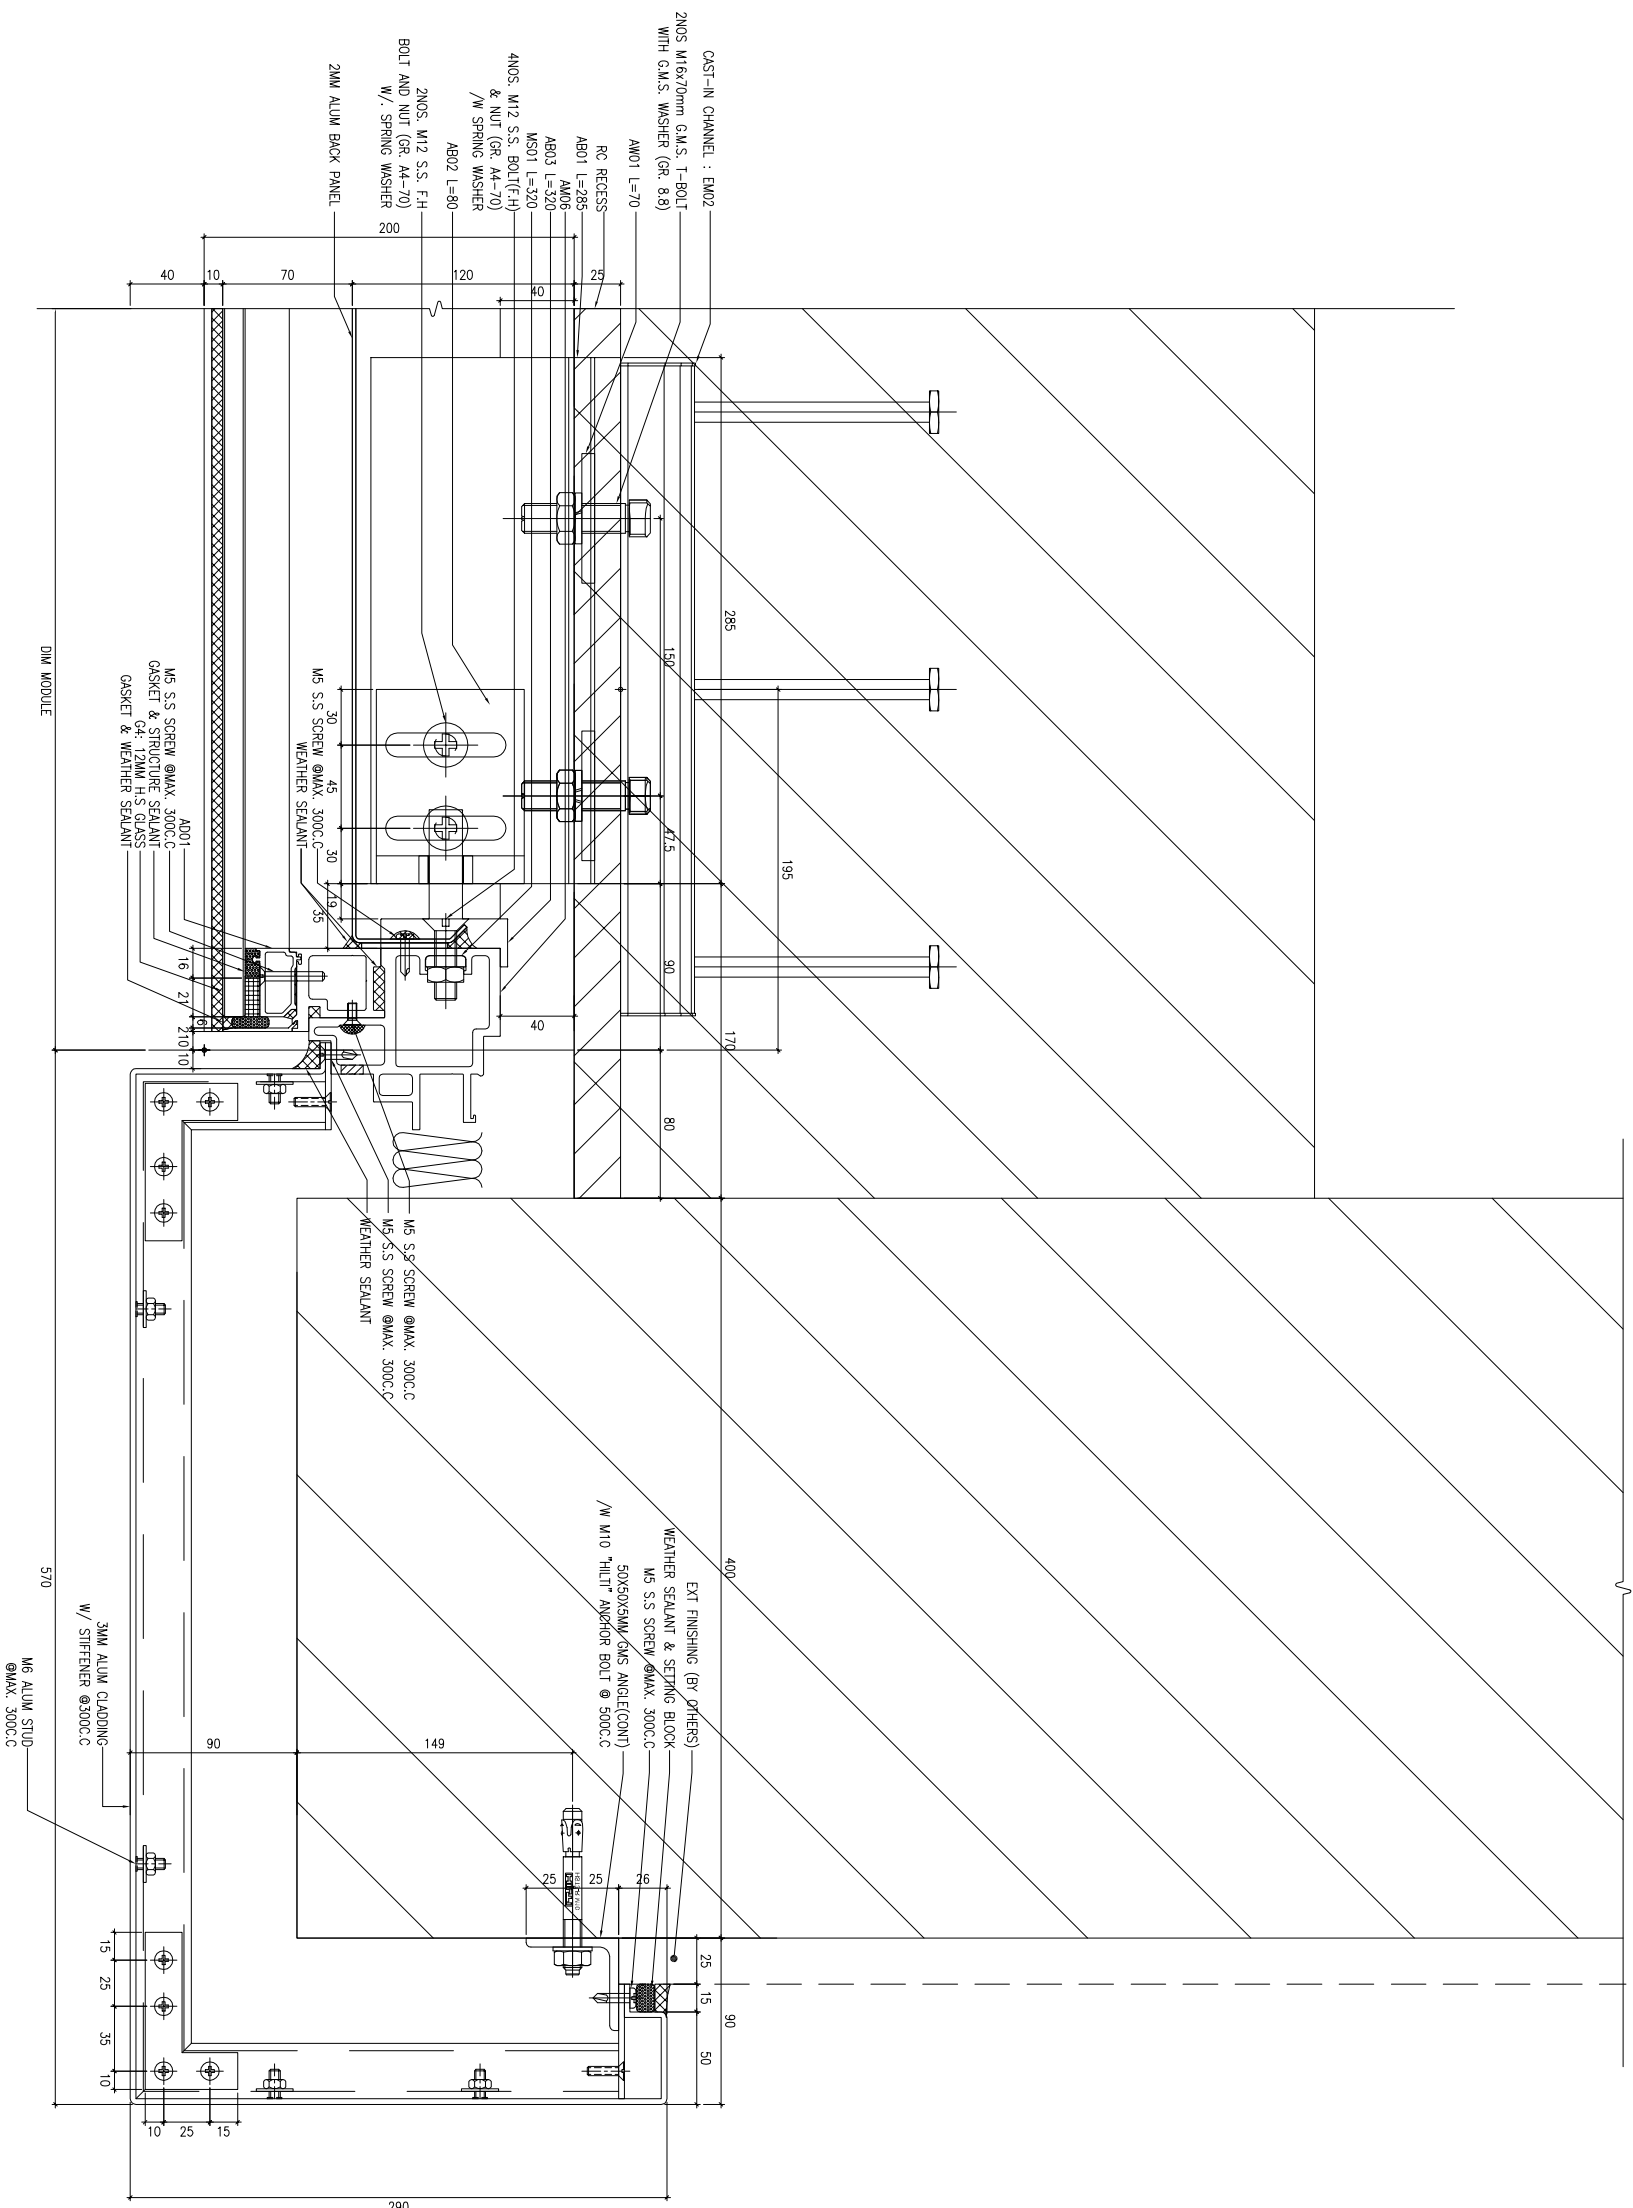 CAST-IN CHANNEL : EM02
2NOS M16x70mm G.M.S. T-BOLT
WITH G.M.S. WASHER (GR. 8.8)
AW01 L=70
RC RECESS
AB01 L=285
AM06
AB03 L=320
MS01 L=320
4NOS. M12 S.S. BOLT(F.H)
& NUT (GR. A4-70)
/W SPRING WASHER
AB02 L=80
2NOS. M12 S.S. F.H
BOLT AND NUT (GR. A4-70)
W/. SPRING WASHER
2MM ALUM BACK PANEL
200
40
10
70
120
25
40
285
150
47.5
195
30
45
30
19
35
90
170
40
80
M5 S.S SCREW @MAX. 300C.C
WEATHER SEALANT
AD01
M5 S.S SCREW @MAX. 300C.C
GASKET & STRUCTURE SEALANT
G4: 12MM H.S GLASS
GASKET & WEATHER SEALANT
16
21
6
2
10
10
DIM MODULE
M5 S.S SCREW @MAX. 300C.C
M5 S.S SCREW @MAX. 300C.C
WEATHER SEALANT
400
570
EXT FINISHING (BY OTHERS)
WEATHER SEALANT & SETTING BLOCK
M5 S.S SCREW @MAX. 300C.C
50X50X5MM GMS ANGLE(CONT)
/W M10 "HILTI" ANCHOR BOLT @ 500C.C
3MM ALUM CLADDING
W/ STIFFENER @300C.C
M6 ALUM STUD
@MAX. 300C.C
90
149
25
25
26
25
15
50
90
15
25
35
10
10
25
15
290